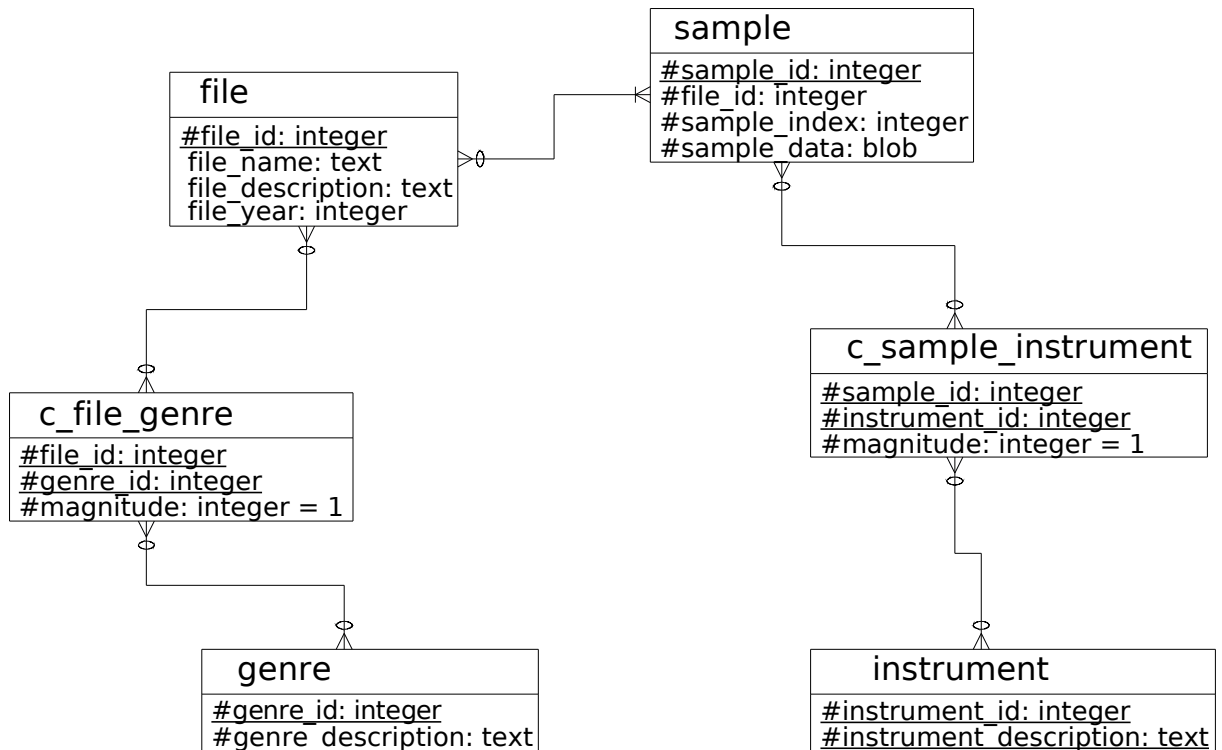 sample
#sample_id: integer
#file_id: integer
#sample_index: integer
#sample_data: blob
file
#file_id: integer
file_name: text
file_description: text
file_year: integer
c_sample_instrument
#sample_id: integer
#instrument_id: integer
#magnitude: integer = 1
c_file_genre
#file_id: integer
#genre_id: integer
#magnitude: integer = 1
genre
#genre_id: integer
#genre_description: text
instrument
#instrument_id: integer
#instrument_description: text